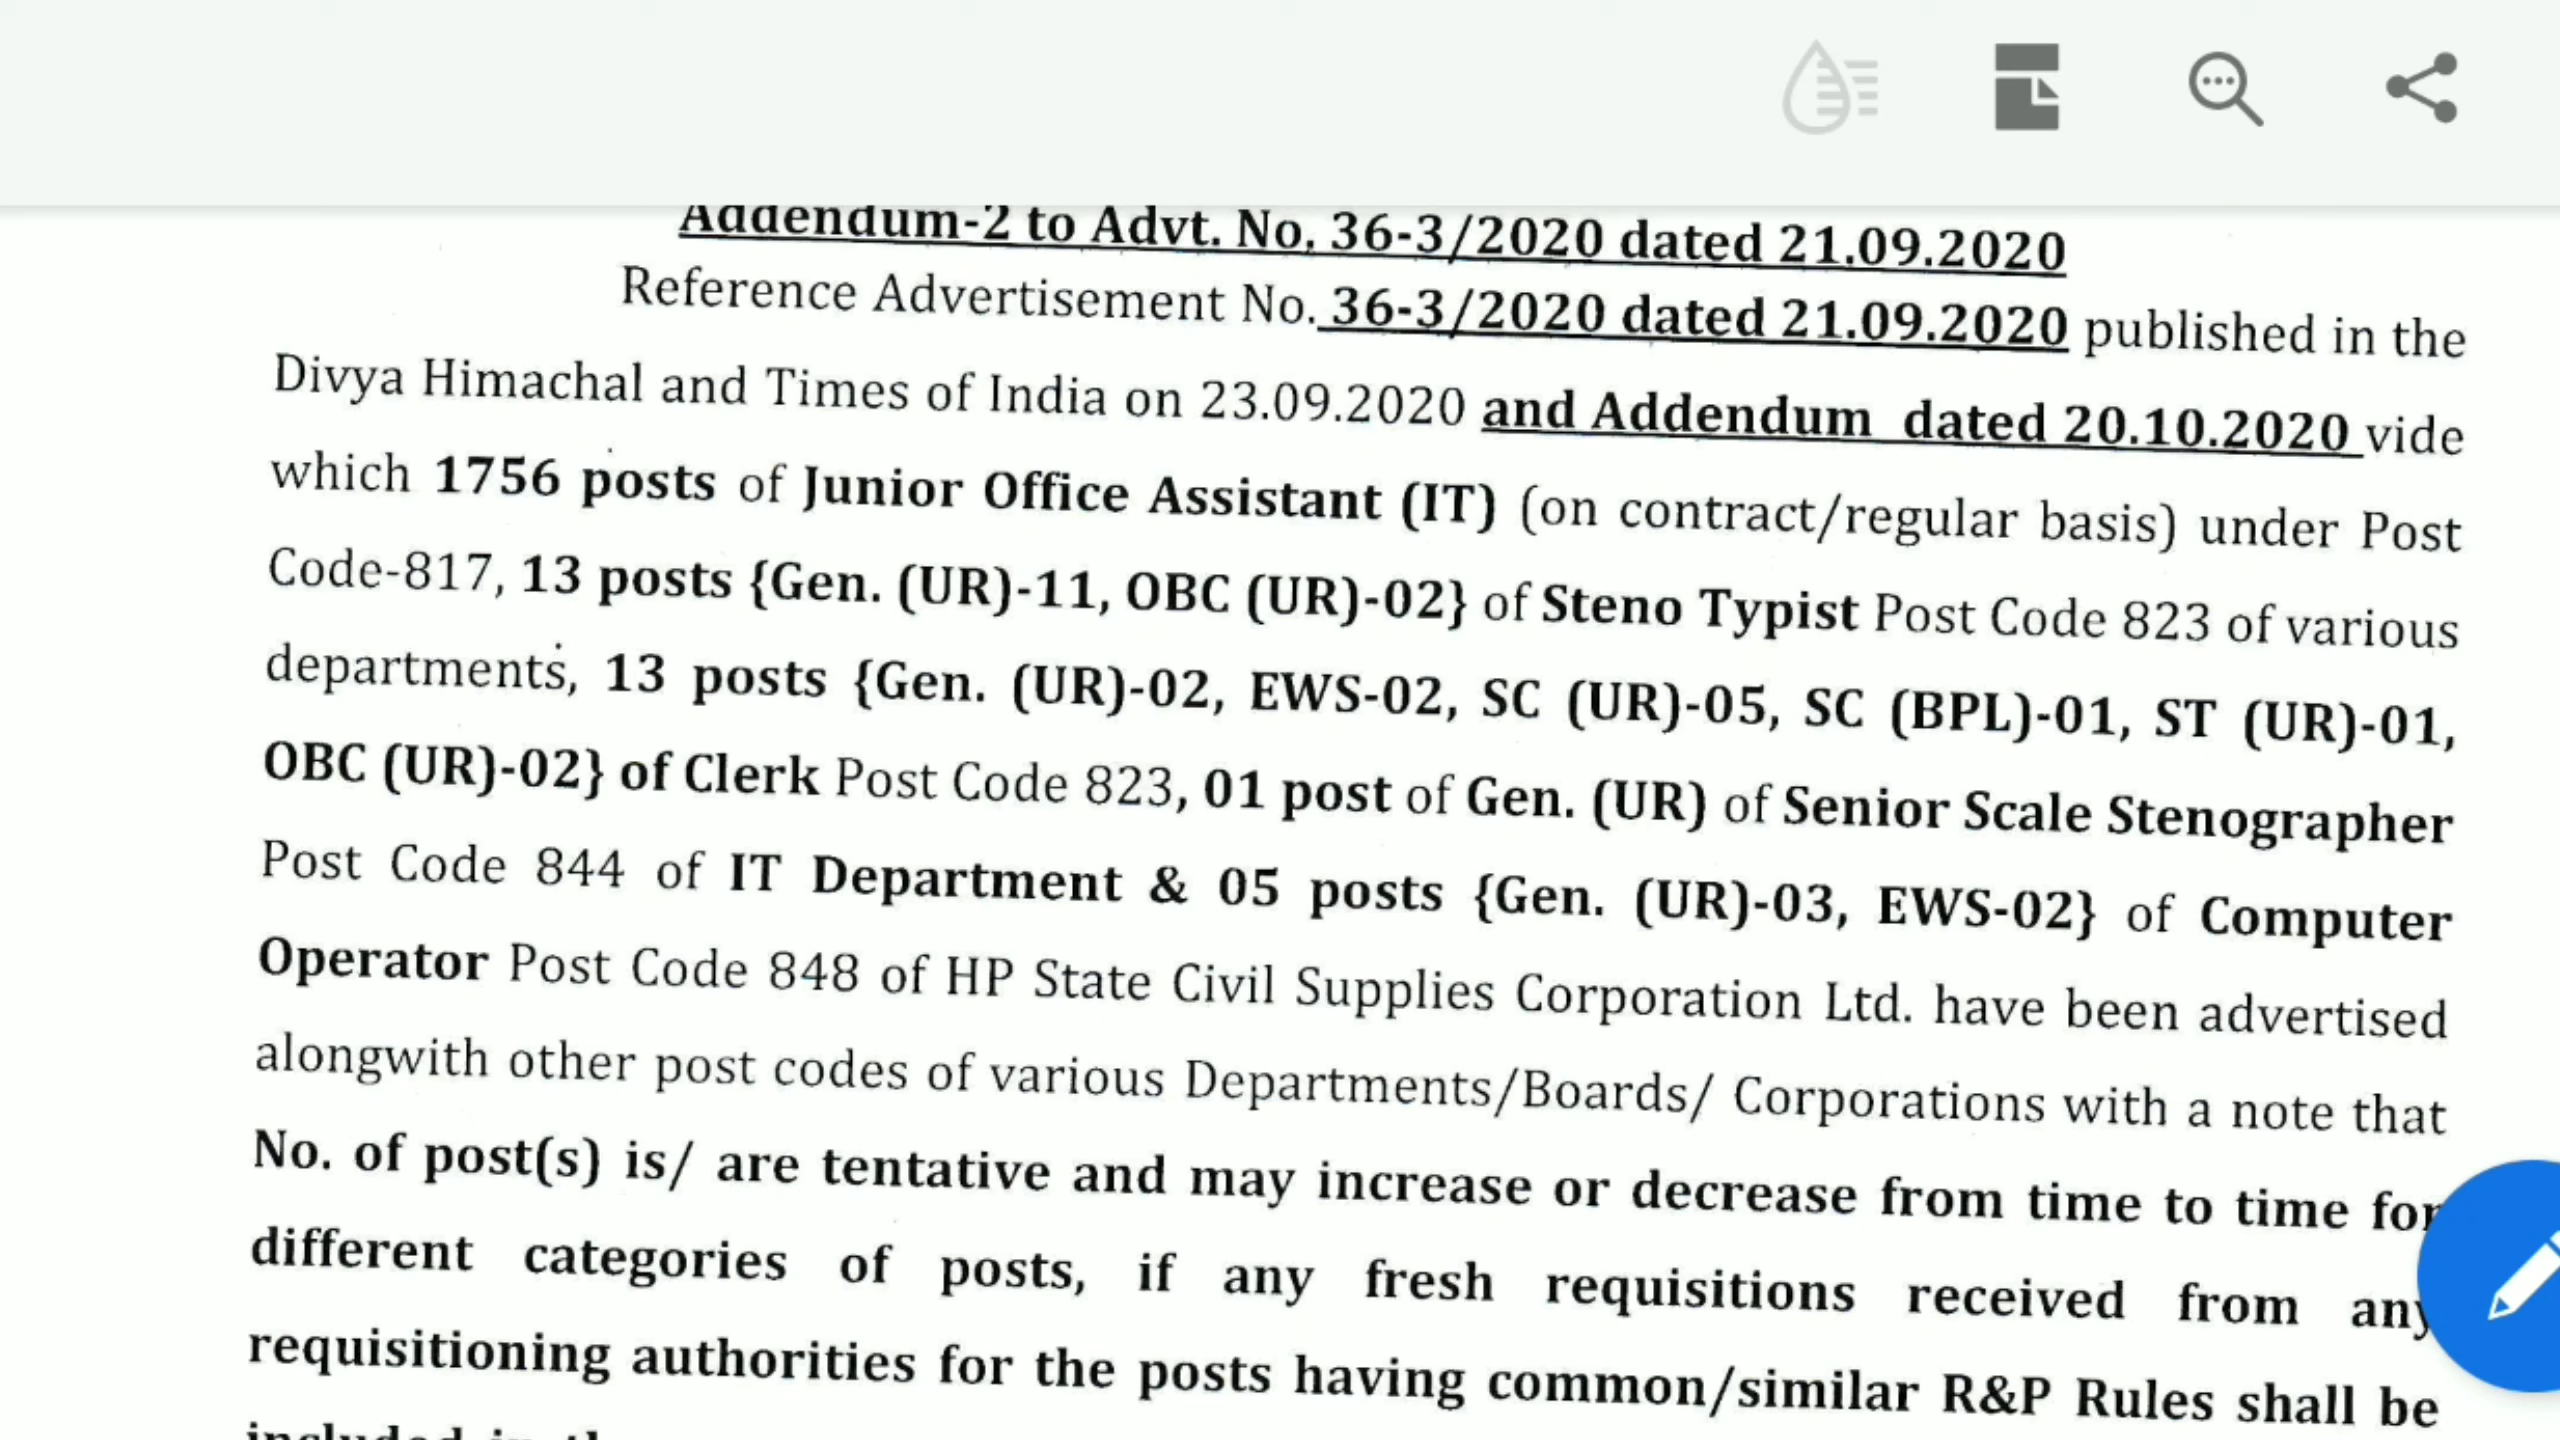 Addendum-2 to Advt. No. 36-3/2020 dated 21.09.2020
Reference Advertisement No. 36-3/2020 dated 21.09.2020 published in the
Divya Himachal and Times of India on 23.09.2020 and Addendum dated 20.10.2020 vide
which 1756 posts of Junior Office Assistant (IT) (on contract/regular basis) under Post
Code-817, 13 posts {Gen. (UR)-11, OBC (UR)-02} of Steno Typist Post Code 823 of various
departments, 13 posts {Gen. (UR)-02, EWS-02, SC (UR)-05, SC (BPL)-01, ST (UR)-01,
OBC (UR)-02} of Clerk Post Code 823, 01 post of Gen. (UR) of Senior Scale Stenographer
Post Code 844 of IT Department & 05 posts {Gen. (UR)-03, EWS-02} of Computer
Operator Post Code 848 of HP State Civil Supplies Corporation Ltd. have been advertised
alongwith other post codes of various Departments/Boards/ Corporations with a note that
No. of post(s) is/ are tentative and may increase or decrease from time to time for
different categories of posts, if any fresh requisitions received from any
requisitioning authorities for the posts having common/similar R&P Rules shall be
included in